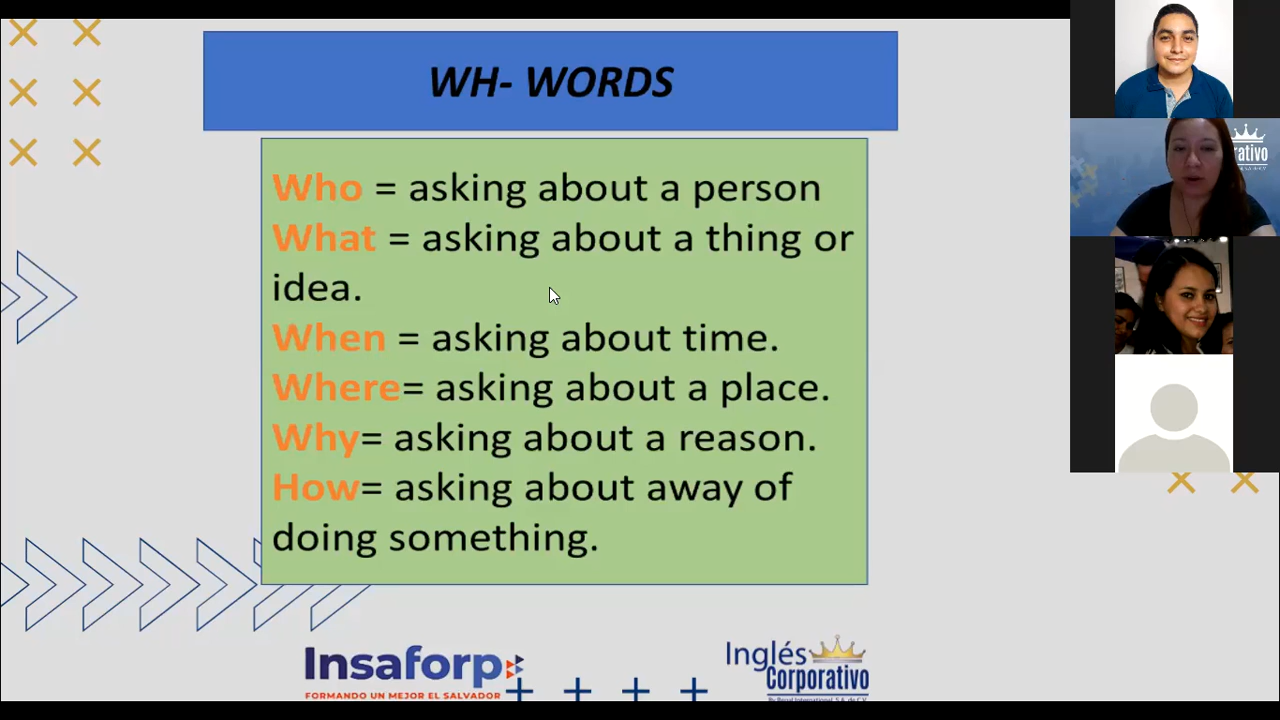 WH- WORDS
Who = asking about a person
What = asking about a thing or
idea.
When = asking about time.
Where= asking about a place.
Why= asking about a reason.
How= asking about away of
doing something.
Insaforp
FORMANDO UN MEJOR EL SALVADOR
Inglés
Corporativo
rativo